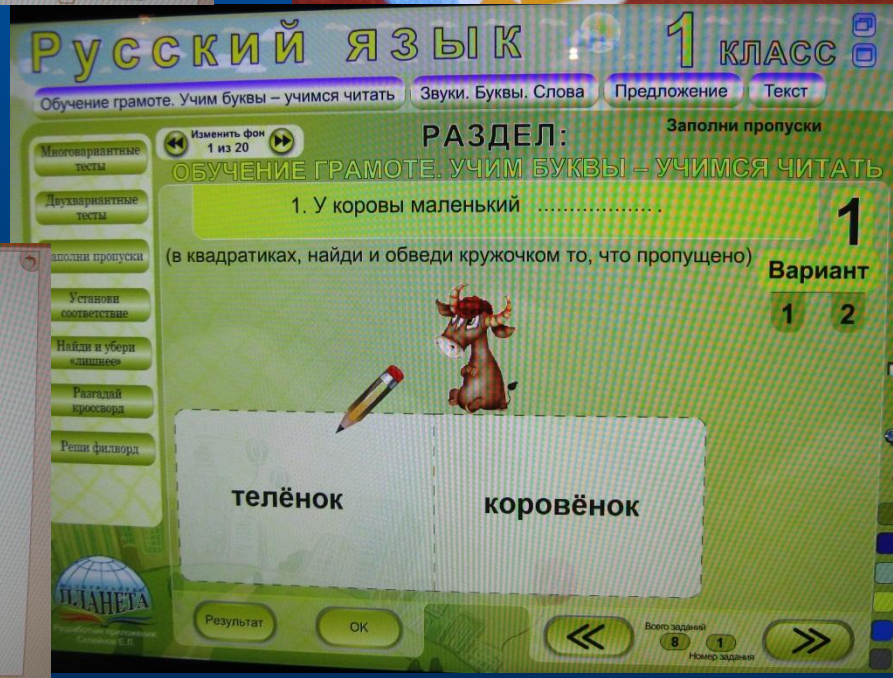 Русский язык 1 класс
Обучение грамоте. Учим буквы – учимся читать
Звуки. Буквы. Слова
Предложение
Текст
Многовариантные
тесты
Двухвариантные
тесты
Заполни пропуски
Установи
соответствие
Найди и убери
«лишнее»
Разгадай
кроссворд
Реши филворд
Изменить фон
1 из 20
РАЗДЕЛ:
Заполни пропуски
ОБУЧЕНИЕ ГРАМОТЕ. УЧИМ БУКВЫ – УЧИМСЯ ЧИТАТЬ
1. У коровы маленький ................... .
(в квадратиках, найди и обведи кружочком то, что пропущено)
1
Вариант
1 2
телёнок
коровёнок
ПЛАНЕТА
Результат
OK
Всего заданий
8 1
Номер задания